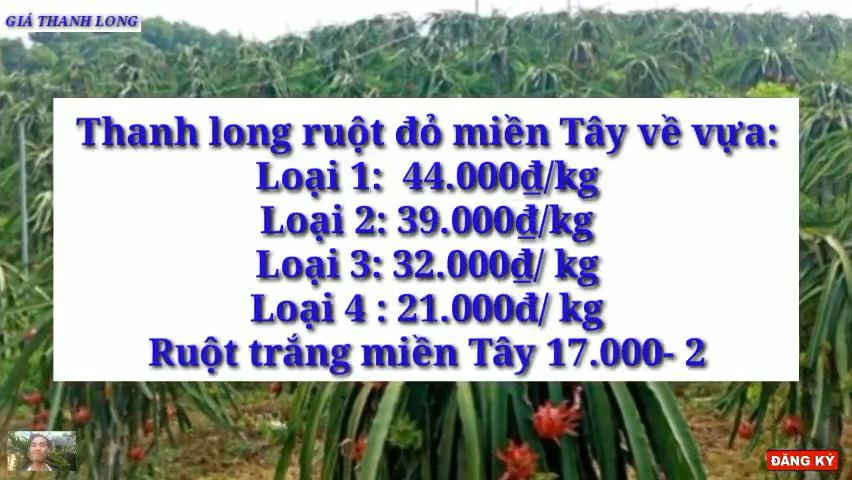 GIÁ THANH LONG
Thanh long ruột đỏ miền Tây về vựa:
Loại 1: 44.000₫/kg
Loại 2: 39.000₫/kg
Loại 3: 32.000₫/ kg
Loại 4 : 21.000đ/ kg
Ruột trắng miền Tây 17.000- 2
ĐĂNG KÝ